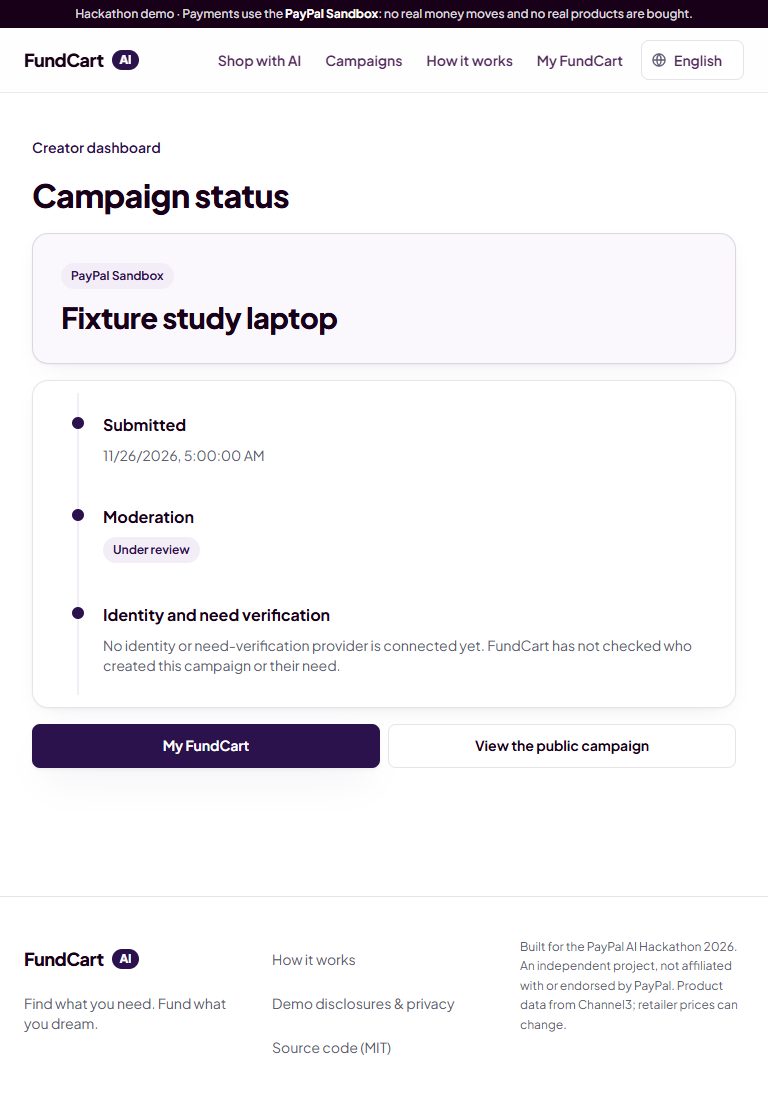 Hackathon demo · Payments use the PayPal Sandbox: no real money moves and no real products are bought.
FundCart AI
Shop with AI
Campaigns
How it works
My FundCart
English
Creator dashboard
Campaign status
PayPal Sandbox
Fixture study laptop
Submitted
11/26/2026, 5:00:00 AM
Moderation
Under review
Identity and need verification
No identity or need-verification provider is connected yet. FundCart has not checked who
created this campaign or their need.
My FundCart
View the public campaign
FundCart AI
Find what you need. Fund what
you dream.
How it works
Demo disclosures & privacy
Source code (MIT)
Built for the PayPal AI Hackathon 2026.
An independent project, not affiliated
with or endorsed by PayPal. Product
data from Channel3; retailer prices can
change.